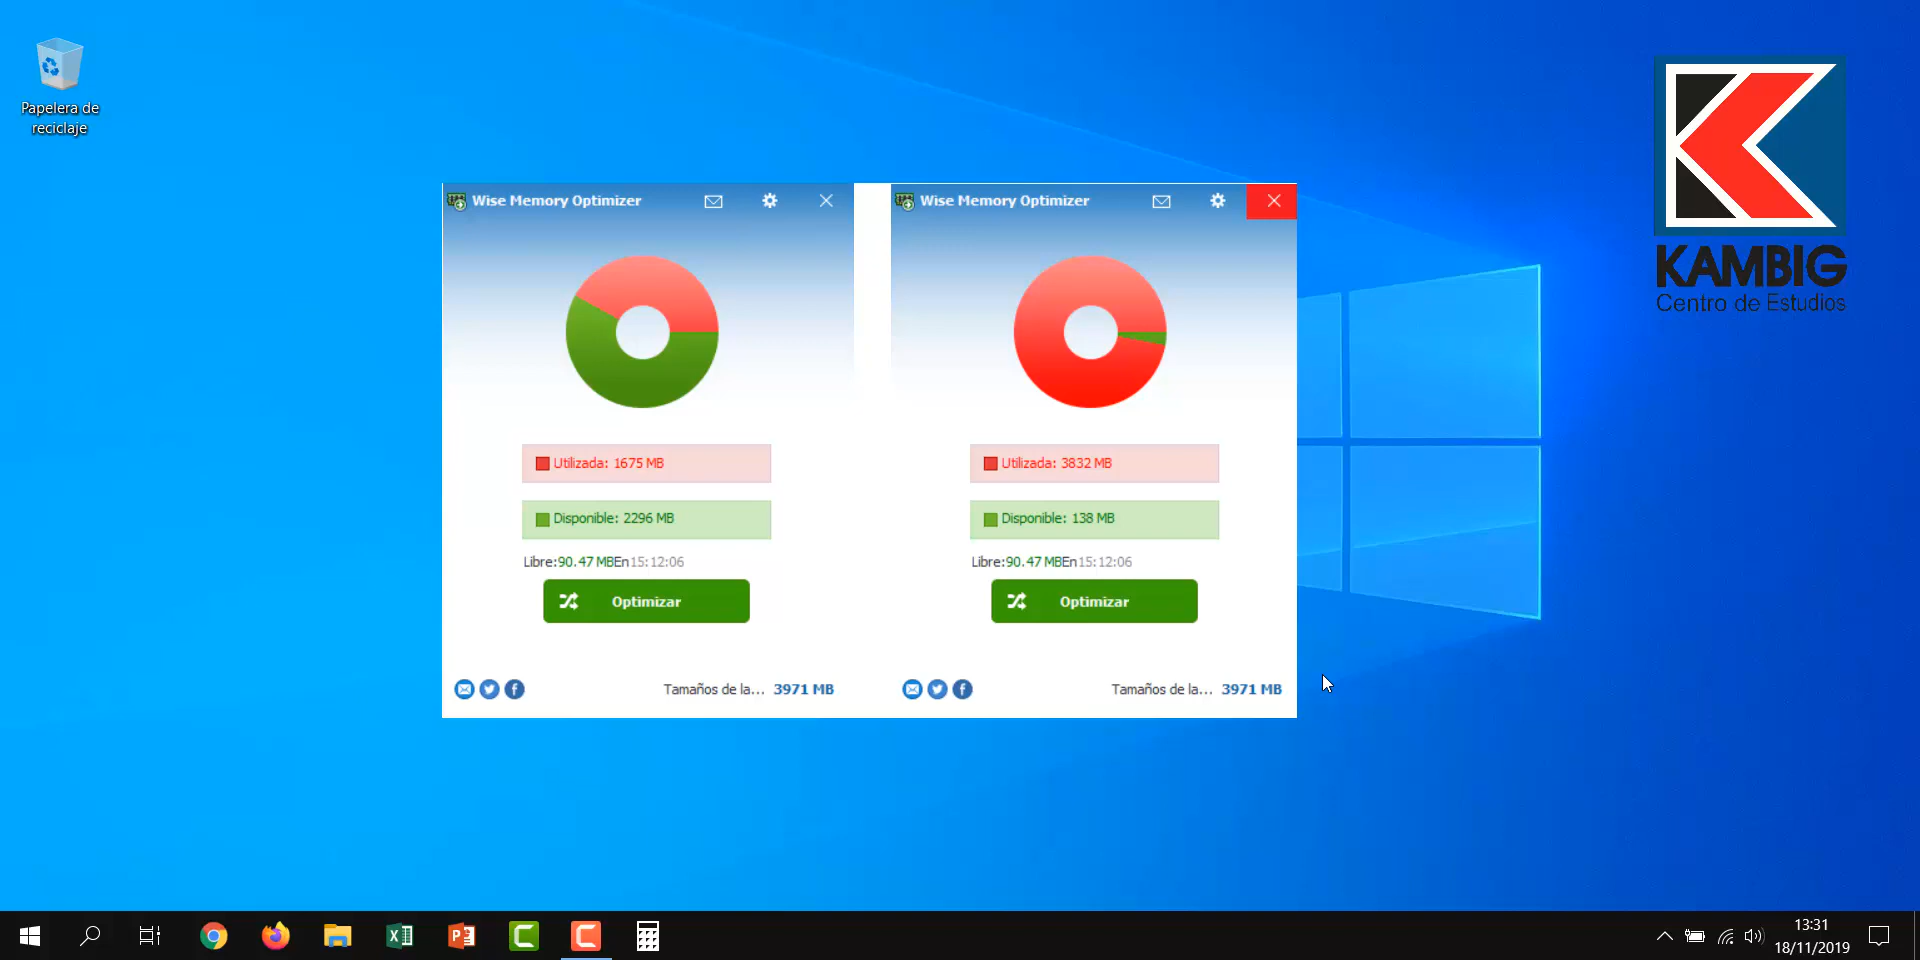 Papelera de
reciclaje
Wise Memory Optimizer
Utilizada: 1675 MB
Disponible: 2296 MB
Libre:90.47 MBEn15:12:06
Optimizar
Tamaños de la... 3971 MB
Wise Memory Optimizer
Utilizada: 3832 MB
Disponible: 138 MB
Libre:90.47 MBEn15:12:06
Optimizar
Tamaños de la... 3971 MB
KAMBIG
Centro de Estudios
13:31
18/11/2019